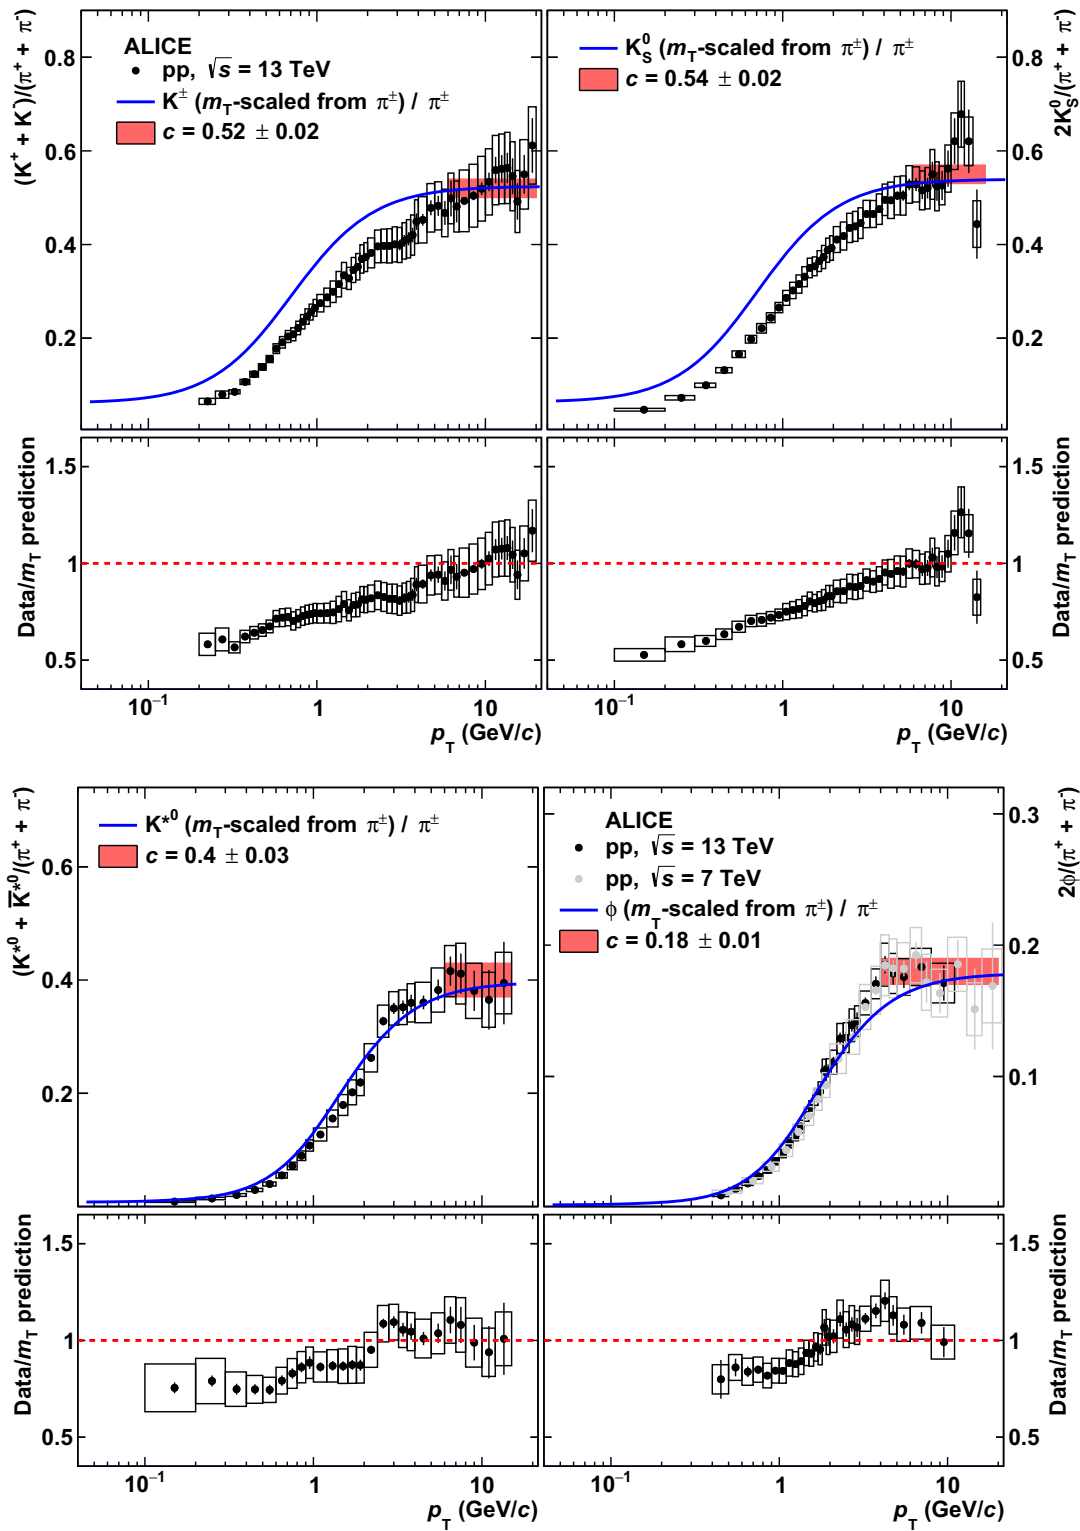 ALICE
pp, √s = 13 TeV
K± (mT-scaled from π±) / π±
c = 0.52 ± 0.02
(K+ + K-)/(π+ + π-)
0.8
0.6
0.4
0.2
K0S (mT-scaled from π±) / π±
c = 0.54 ± 0.02
0.8
0.6
0.4
0.2
2K0S/(π+ + π-)
Data/mT prediction
1.5
1
0.5
1.5
1
0.5
Data/mT prediction
10−1
1
10
pT (GeV/c)
10−1
1
10
pT (GeV/c)
(K*0 + K̅*0)/(π+ + π-)
0.6
0.4
0.2
K*0 (mT-scaled from π±) / π±
c = 0.4 ± 0.03
ALICE
pp, √s = 13 TeV
pp, √s = 7 TeV
ϕ (mT-scaled from π±) / π±
c = 0.18 ± 0.01
0.3
0.2
0.1
2ϕ/(π+ + π-)
Data/mT prediction
1.5
1
0.5
1.5
1
0.5
Data/mT prediction
10−1
1
10
pT (GeV/c)
10−1
1
10
pT (GeV/c)